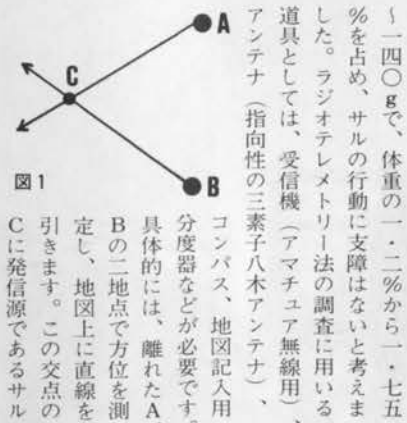 〜一四〇gで、体重の一・二%から一・七五
%を占め、サルの行動に支障はないと考えま
した。ラジオテレメトリー法の調査に用いる
道具としては、受信機（アマチュア無線用）、
アンテナ（指向性の三素子八木アンテナ）、
コンパス、地図記入用
分度器などが必要です。
具体的には、離れたA
Bの二地点で方位を測
定し、地図上に直線を
引きます。この交点の
Cに発信源であるサル
A
C
B
図1